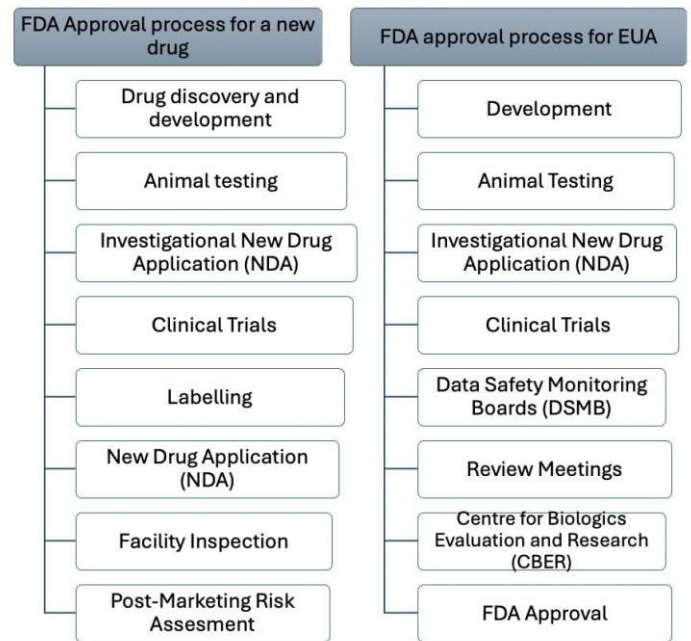 FDA Approval process for a new
drug
Drug discovery and
development
Animal testing
Investigational New Drug
Application (NDA)
Clinical Trials
Labelling
New Drug Application
(NDA)
Facility Inspection
Post-Marketing Risk
Assesment
FDA approval process for EUA
Development
Animal Testing
Investigational New Drug
Application (NDA)
Clinical Trials
Data Safety Monitoring
Boards (DSMB)
Review Meetings
Centre for Biologics
Evaluation and Research
(CBER)
FDA Approval